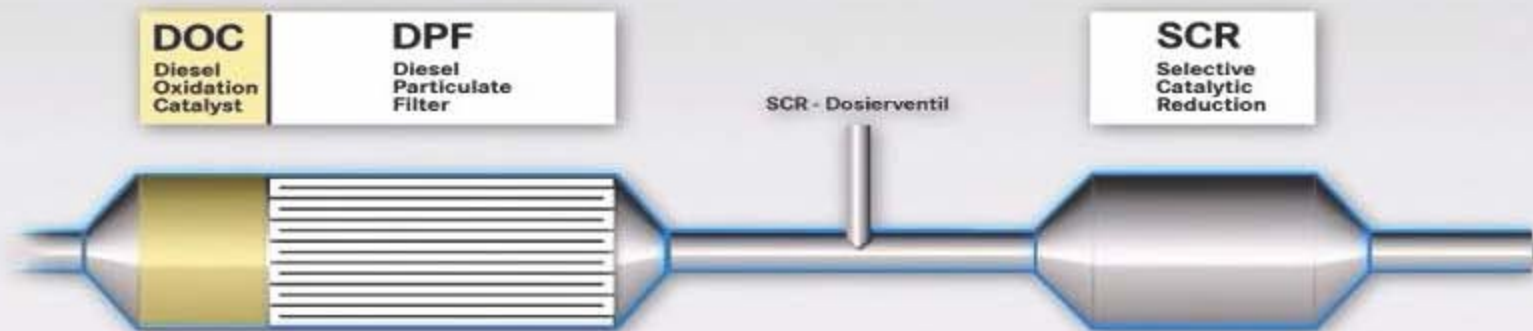 DOC
Diesel
Oxidation
Catalyst
DPF
Diesel
Particulate
Filter
SCR - Dosierventil
SCR
Selective
Catalytic
Reduction